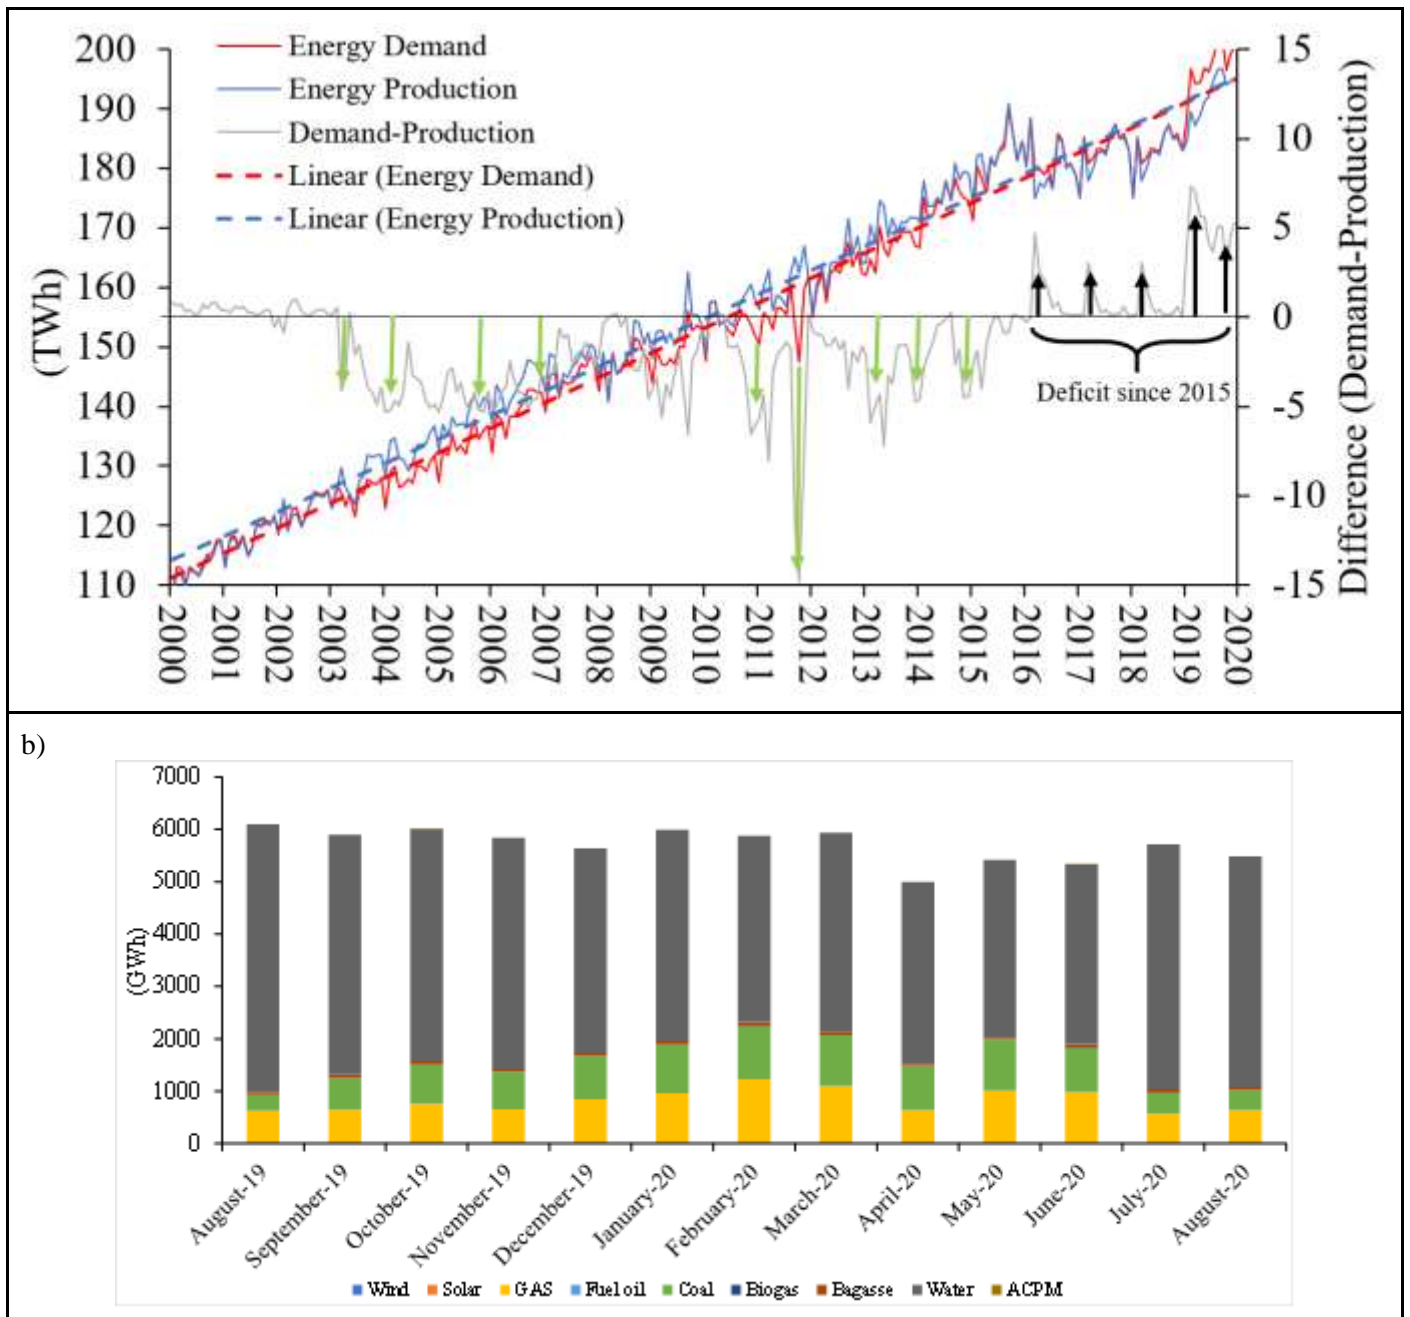 200
190
180
170
160
150
140
130
120
110
(TWh)
Energy Demand
Energy Production
Demand-Production
Linear (Energy Demand)
Linear (Energy Production)
15
10
5
0
-5
-10
-15
Difference (Demand-Production)
Deficit since 2015
2000 2001 2002 2003 2004 2005 2006 2007 2008 2009 2010 2011 2012 2013 2014 2015 2016 2017 2018 2019 2020
b)
7000
6000
5000
4000
3000
2000
1000
0
(GWh)
August-19 September-19 October-19 November-19 December-19 January-20 February-20 March-20 April-20 May-20 June-20 July-20 August-20
Wind Solar GAS Fuel oil Coal Biogas Bagasse Water ACPM